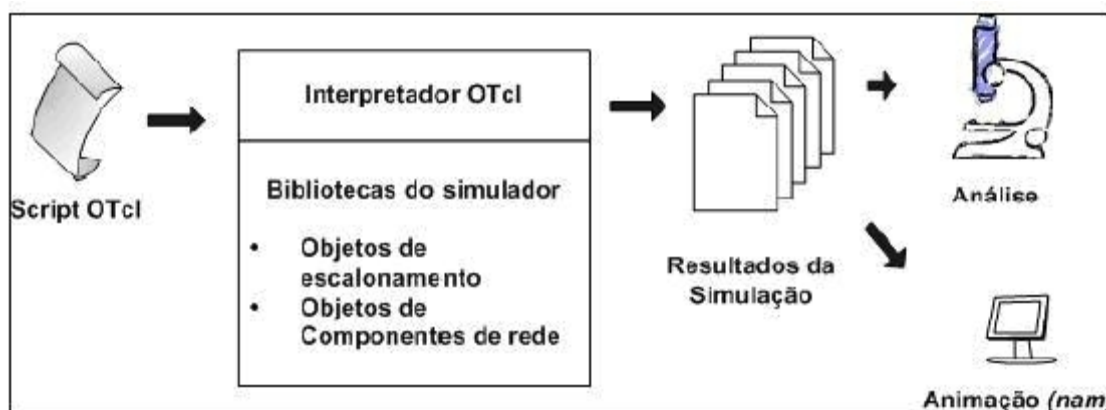 Script OTcl
Interpretador OTcl
Bibliotecas do simulador
• Objetos de
escalonamento
• Objetos de
Componentes de rede
Resultados da
Simulação
Análise
Animação (nam